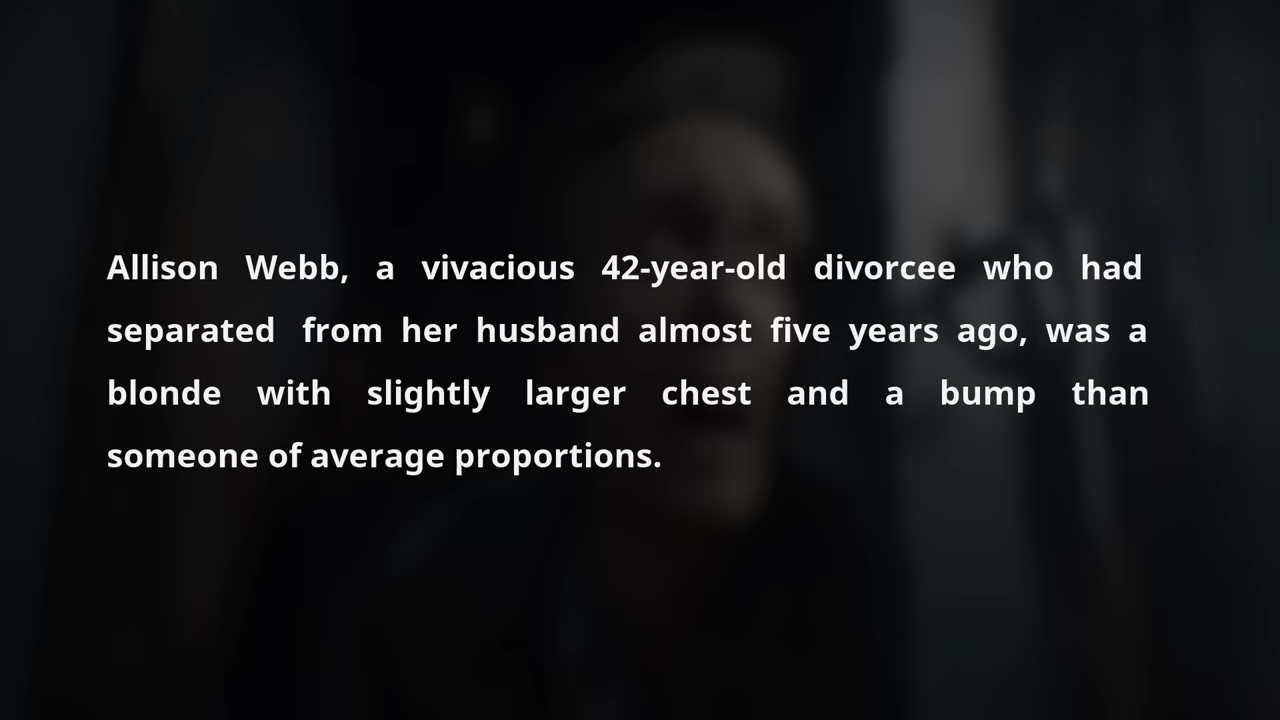 Allison Webb, a vivacious 42-year-old divorcee who had
separated from her husband almost five years ago, was a
blonde with slightly larger chest and a bump than
someone of average proportions.